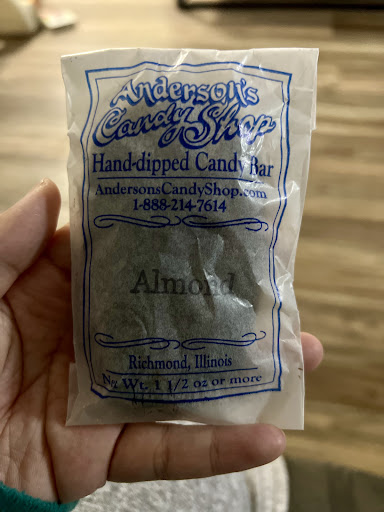 Anderson's
Candy Shop
Hand-dipped Candy Bar
AndersonsCandyShop.com
1-888-214-7614
Almond
Richmond, Illinois
Net Wt. 1 1/2 oz or more